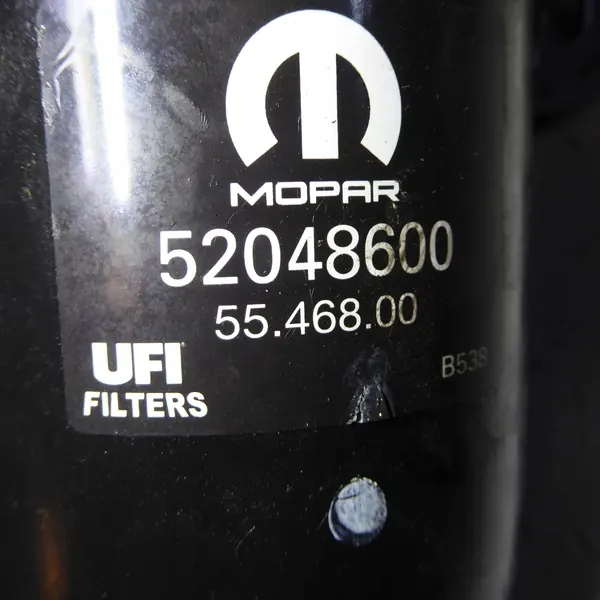 MOPAR
52048600
55.468.00
UFI
FILTERS
B538